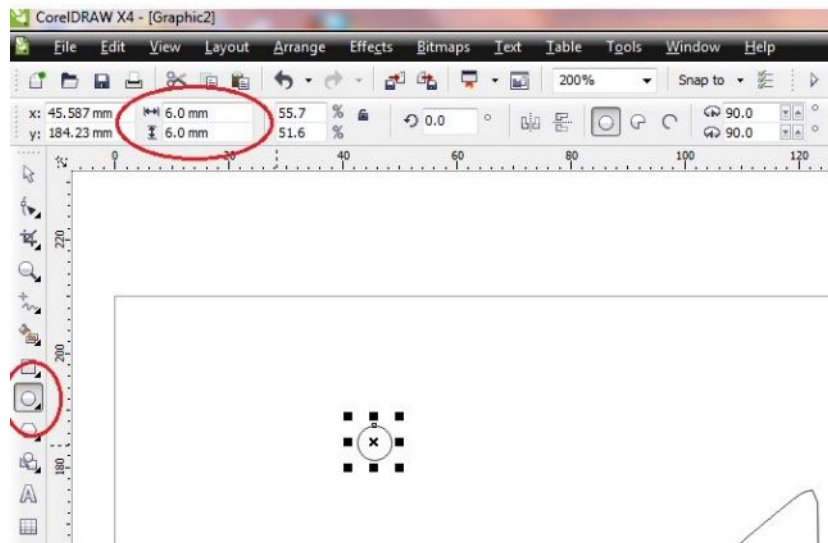 CorelDRAW X4 - [Graphic2]
File Edit View Layout Arrange Effects Bitmaps Text Table Tools Window Help
200% Snap to
x: 45.587 mm 6.0 mm 55.7 % 0.0 ° 90.0 °
y: 184.23 mm 6.0 mm 51.6 % 90.0 °
0 20 40 60 80 100 120
220
200
180